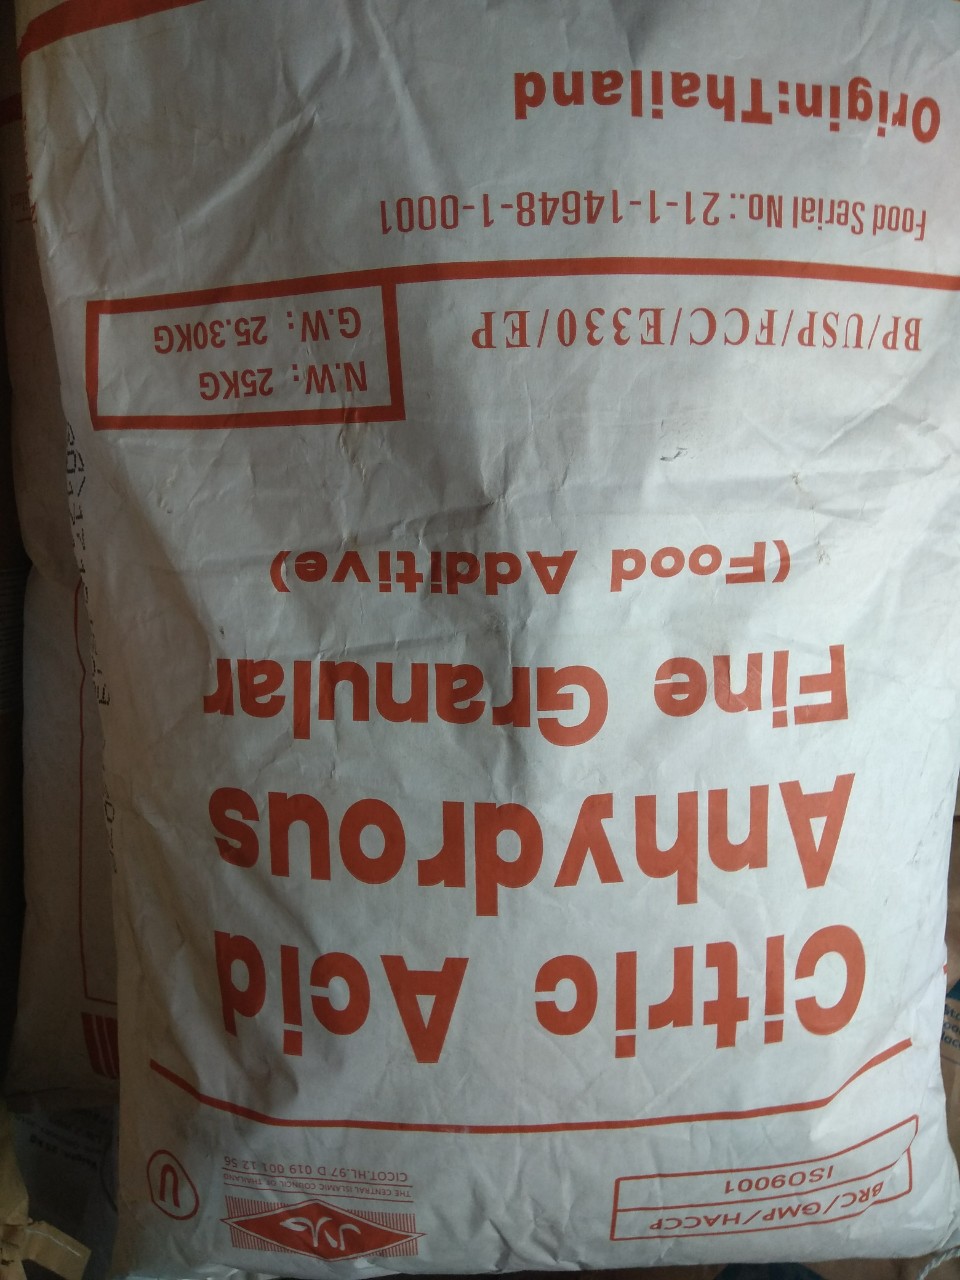 BRC/GMP/HACCP
ISO9001
THE CENTRAL ISLAMIC COUNCIL OF THAILAND
CICOT.HL.97 D 019 001 12 56
U
Citric Acid
Anhydrous
Fine Granular
(Food Additive)
N.W: 25KG
G.W: 25.30KG
BP/USP/FCC/E330/EP
Food Serial No.: 21-1-14648-1-0001
Origin:Thailand